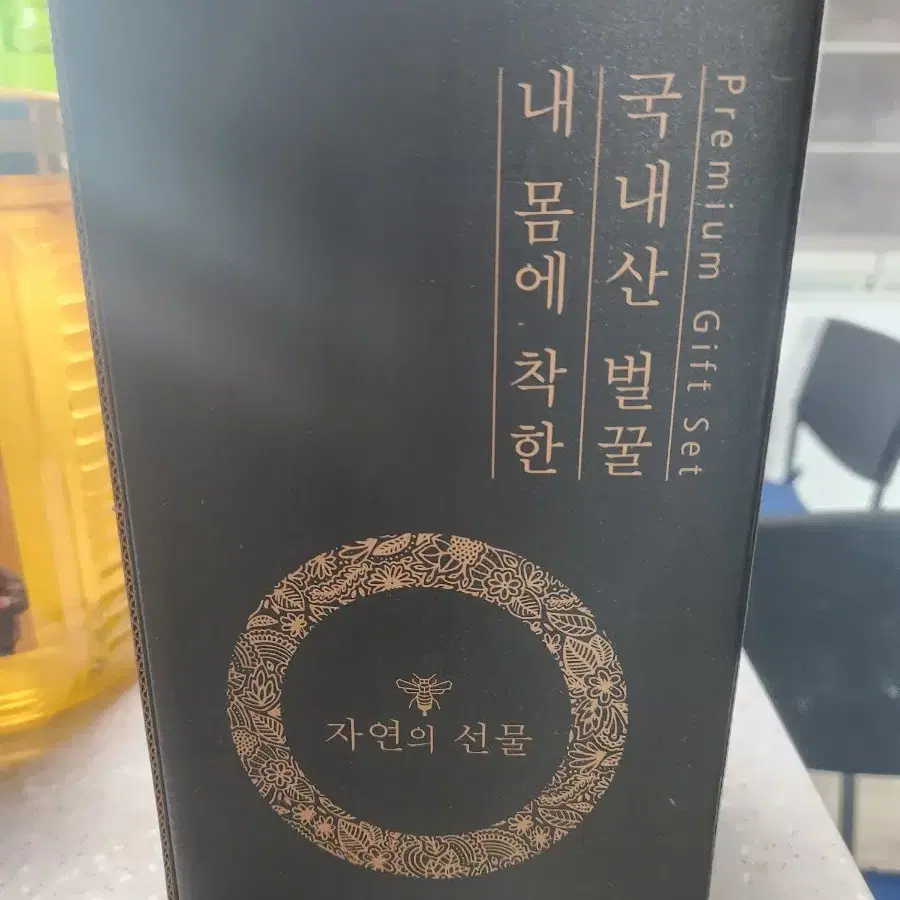 Premium Gift Set
국내산 벌꿀
내 몸에 착한
자연의 선물